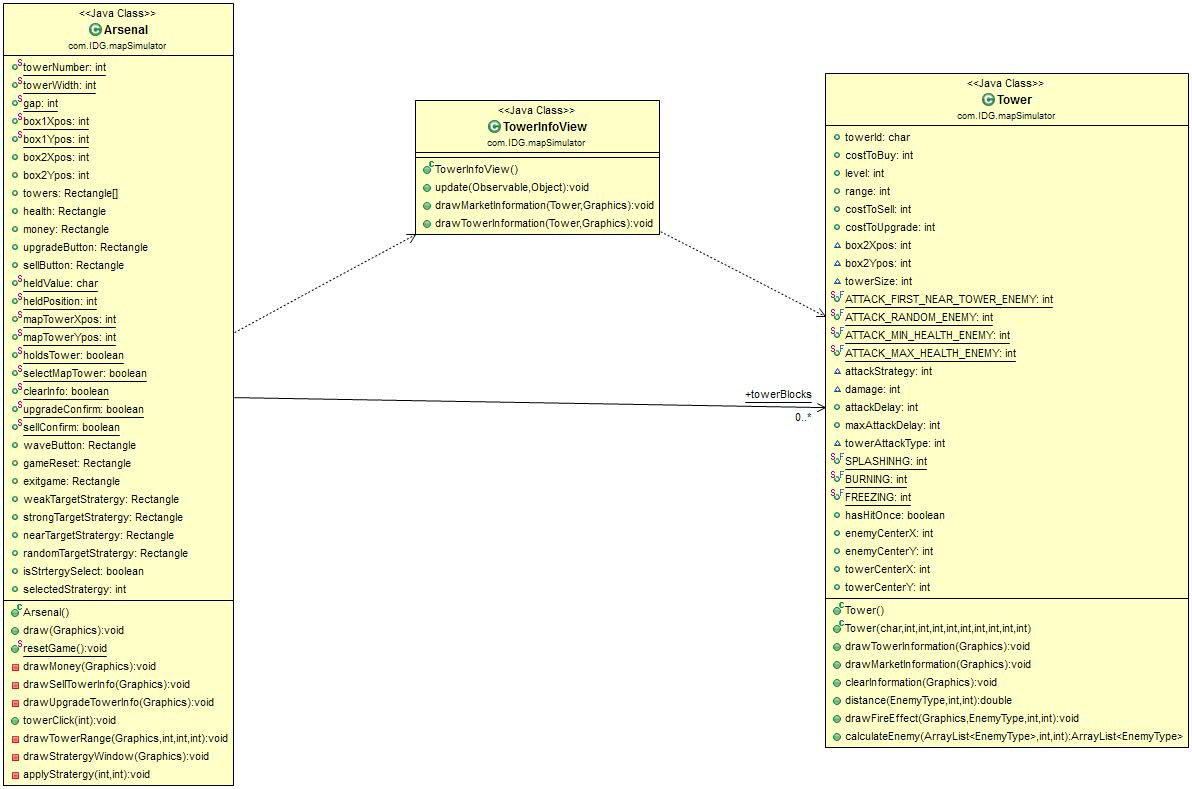 <<Java Class>>
Arsenal
com.IDG.mapSimulator
towerNumber: int
towerWidth: int
gap: int
box1Xpos: int
box1Ypos: int
box2Xpos: int
box2Ypos: int
towers: Rectangle[]
health: Rectangle
money: Rectangle
upgradeButton: Rectangle
sellButton: Rectangle
heldValue: char
heldPosition: int
mapTowerXpos: int
mapTowerYpos: int
holdsTower: boolean
selectMapTower: boolean
clearInfo: boolean
upgradeConfirm: boolean
sellConfirm: boolean
waveButton: Rectangle
gameReset: Rectangle
exitgame: Rectangle
weakTargetStratergy: Rectangle
strongTargetStratergy: Rectangle
nearTargetStratergy: Rectangle
randomTargetStratergy: Rectangle
isStrtergySelect: boolean
selectedStratergy: int
Arsenal()
draw(Graphics):void
resetGame():void
drawMoney(Graphics):void
drawSellTowerInfo(Graphics):void
drawUpgradeTowerInfo(Graphics):void
towerClick(int):void
drawTowerRange(Graphics,int,int,int):void
drawStratergyWindow(Graphics):void
applyStratergy(int,int):void
<<Java Class>>
TowerInfoView
com.IDG.mapSimulator
TowerInfoView()
update(Observable,Object):void
drawMarketInformation(Tower,Graphics):void
drawTowerInformation(Tower,Graphics):void
+towerBlocks
0..*
<<Java Class>>
Tower
com.IDG.mapSimulator
towerId: char
costToBuy: int
level: int
range: int
costToSell: int
costToUpgrade: int
box2Xpos: int
box2Ypos: int
towerSize: int
ATTACK_FIRST_NEAR_TOWER_ENEMY: int
ATTACK_RANDOM_ENEMY: int
ATTACK_MIN_HEALTH_ENEMY: int
ATTACK_MAX_HEALTH_ENEMY: int
attackStrategy: int
damage: int
attackDelay: int
maxAttackDelay: int
towerAttackType: int
SPLASHINHG: int
BURNING: int
FREEZING: int
hasHitOnce: boolean
enemyCenterX: int
enemyCenterY: int
towerCenterX: int
towerCenterY: int
Tower()
Tower(char,int,int,int,int,int,int,int,int,int)
drawTowerInformation(Graphics):void
drawMarketInformation(Graphics):void
clearInformation(Graphics):void
distance(EnemyType,int,int):double
drawFireEffect(Graphics,EnemyType,int,int):void
calculateEnemy(ArrayList<EnemyType>,int,int):ArrayList<EnemyType>